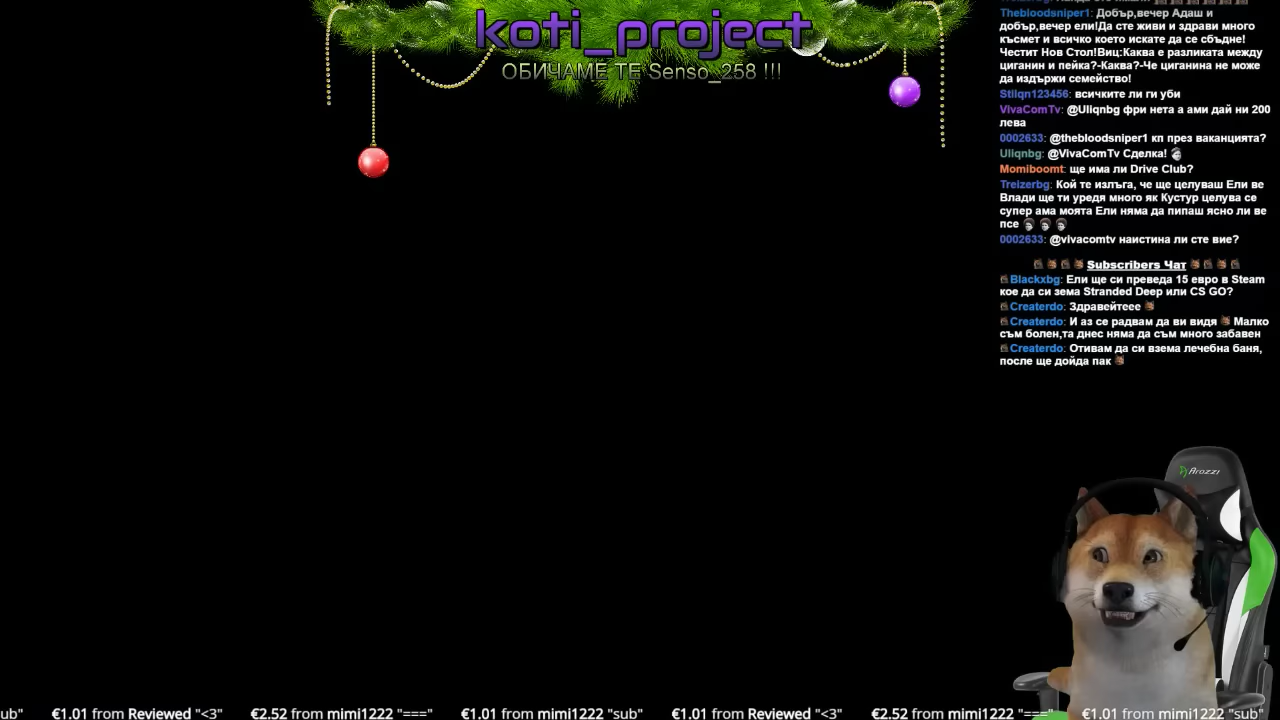 koti_project
ОБИЧАМЕ ТЕ Senso_258 !!!
Thebloodsniper1: Добър,вечер Адаш и
добър,вечер ели!Да сте живи и здрави много
късмет и всичко което искате да се сбъдне!
Честит Нов Стол!Виц:Каква е разликата между
циганин и пейка?-Каква?-Че циганина не може
да издържи семейство!
Stilqn123456: всичките ли ги уби
VivaComTv: @Uliqnbg фри нета а ами дай ни 200
лева
0002633: @thebloodsniper1 кп през ваканцията?
Uliqnbg: @VivaComTv Сделка!
Momiboomt: ще има ли Drive Club?
Treizerbg: Кой те излъга, че ще целуваш Ели ве
Влади ще ти уредя много як Кустур целува се
супер ама моята Ели няма да пипаш ясно ли ве
псе
0002633: @vivacomtv наистина ли сте вие?
Subscribers Чат
Blackxbg: Ели ще си преведа 15 евро в Steam
кое да си зема Stranded Deep или CS GO?
Createrdo: Здравейтеее
Createrdo: И аз се радвам да ви видя Малко
съм болен,та днес няма да съм много забавен
Createrdo: Отивам да си взема лечебна баня,
после ще дойда пак
Arozzi
ub" €1.01 from Reviewed "<3" €2.52 from mimi1222 "===" €1.01 from mimi1222 "sub" €1.01 from Reviewed "<3" €2.52 from mimi1222 "===" €1.01 from mimi1222 "sub"